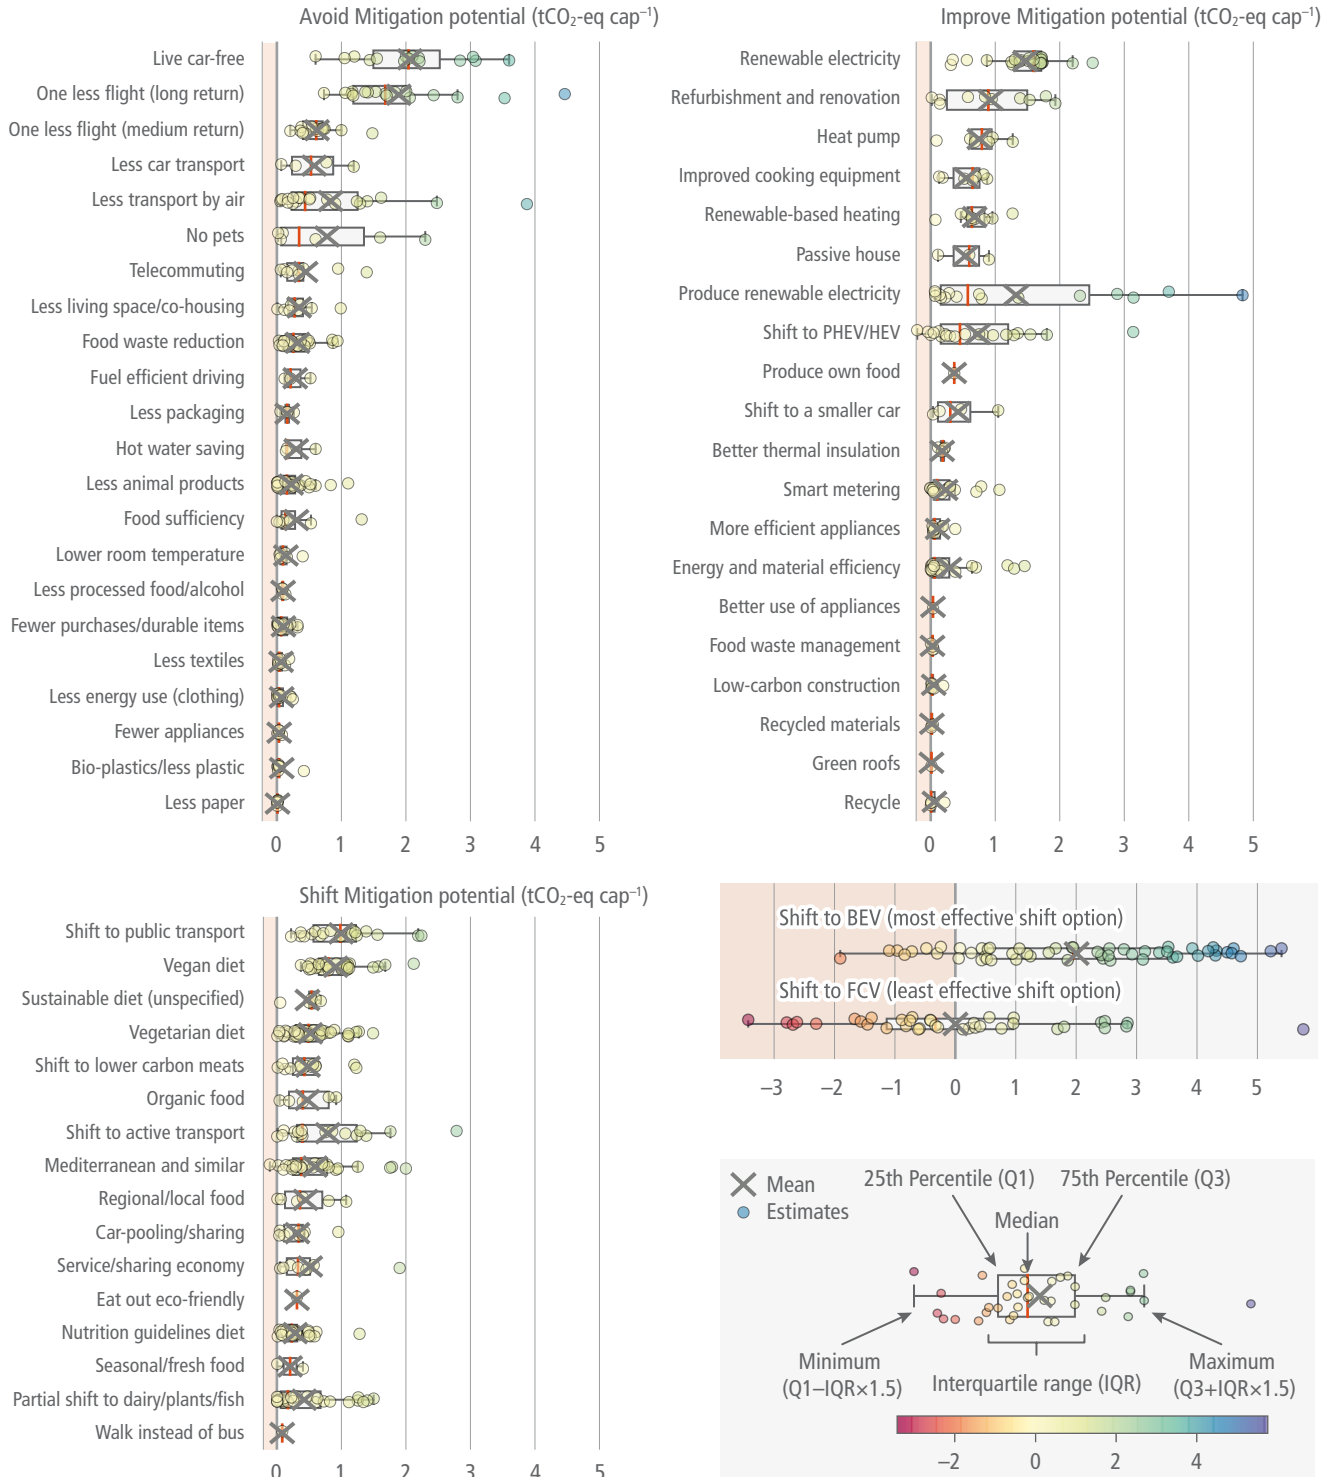 Avoid Mitigation potential (tCO₂-eq cap⁻¹)
Live car-free
One less flight (long return)
One less flight (medium return)
Less car transport
Less transport by air
No pets
Telecommuting
Less living space/co-housing
Food waste reduction
Fuel efficient driving
Less packaging
Hot water saving
Less animal products
Food sufficiency
Lower room temperature
Less processed food/alcohol
Fewer purchases/durable items
Less textiles
Less energy use (clothing)
Fewer appliances
Bio-plastics/less plastic
Less paper
0 1 2 3 4 5
Improve Mitigation potential (tCO₂-eq cap⁻¹)
Renewable electricity
Refurbishment and renovation
Heat pump
Improved cooking equipment
Renewable-based heating
Passive house
Produce renewable electricity
Shift to PHEV/HEV
Produce own food
Shift to a smaller car
Better thermal insulation
Smart metering
More efficient appliances
Energy and material efficiency
Better use of appliances
Food waste management
Low-carbon construction
Recycled materials
Green roofs
Recycle
0 1 2 3 4 5
Shift Mitigation potential (tCO₂-eq cap⁻¹)
Shift to public transport
Vegan diet
Sustainable diet (unspecified)
Vegetarian diet
Shift to lower carbon meats
Organic food
Shift to active transport
Mediterranean and similar
Regional/local food
Car-pooling/sharing
Service/sharing economy
Eat out eco-friendly
Nutrition guidelines diet
Seasonal/fresh food
Partial shift to dairy/plants/fish
Walk instead of bus
0 1 2 3 4 5
Shift to BEV (most effective shift option)
Shift to FCV (least effective shift option)
−3 −2 −1 0 1 2 3 4 5
Mean
Estimates
25th Percentile (Q1)
75th Percentile (Q3)
Median
Minimum
(Q1−IQR×1.5)
Interquartile range (IQR)
Maximum
(Q3+IQR×1.5)
−2 0 2 4